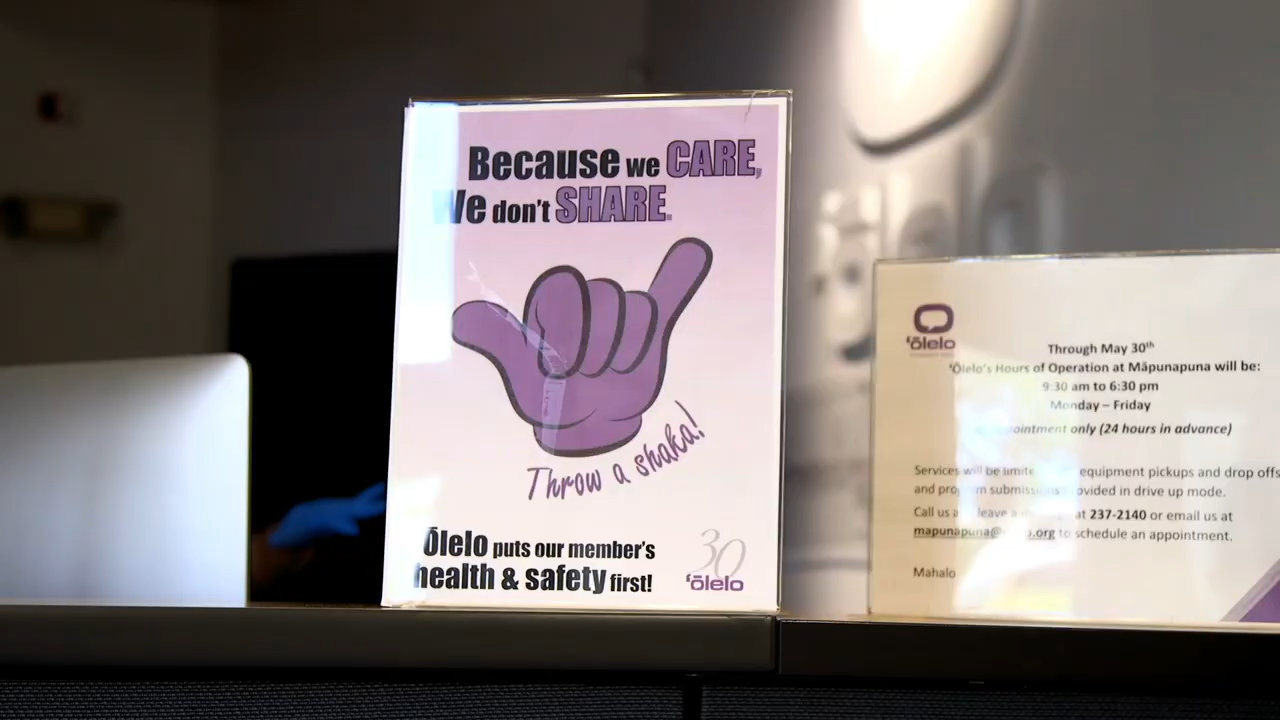 Because we CARE,
We don't SHARE.
Throw a shaka!
Ōlelo puts our member's
health & safety first!
30
ʻōlelo
ʻōlelo
Through May 30th
ʻŌlelo's Hours of Operation at Māpunapuna will be:
9:30 am to 6:30 pm
Monday – Friday
appointment only (24 hours in advance)
Services will be limited equipment pickups and drop offs
and program submissions provided in drive up mode.
Call us leave a at 237-2140 or email us at
mapunapuna@ .org to schedule an appointment.
Mahalo